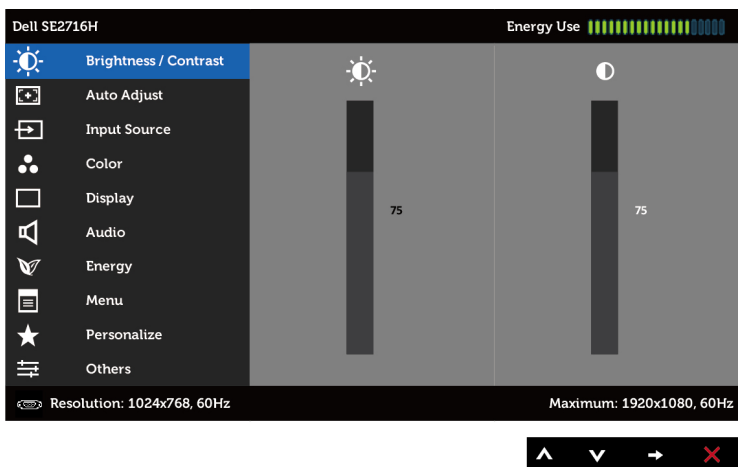 Dell SE2716H
Energy Use
Brightness / Contrast
Auto Adjust
Input Source
Color
Display
Audio
Energy
Menu
Personalize
Others
75
75
Resolution: 1024x768, 60Hz
Maximum: 1920x1080, 60Hz